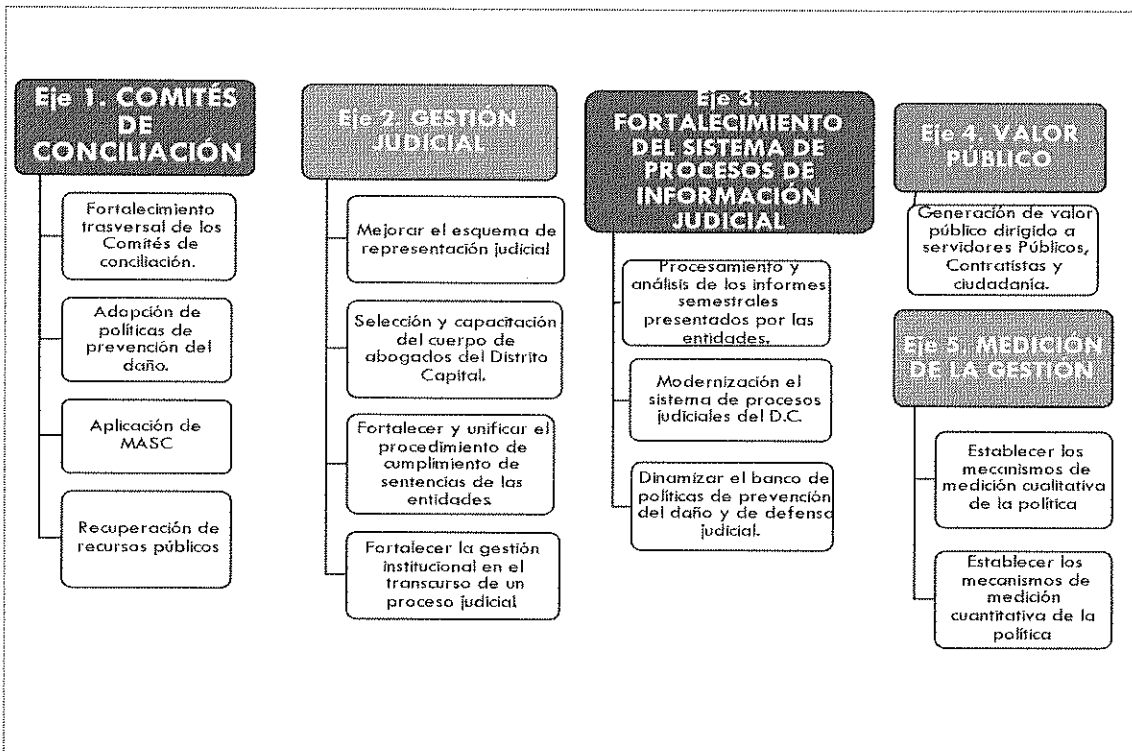 Eje 1. COMITÉS
DE
CONCILIACIÓN
Fortalecimiento
trasversal de los
Comités de
conciliación.
Adopción de
políticas de
prevención del
daño.
Aplicación de
MASC
Recuperación de
recursos públicos
Eje 2. GESTIÓN
JUDICIAL
Mejorar el esquema de
representación judicial
Selección y capacitación
del cuerpo de
abogados del Distrito
Capital.
Fortalecer y unificar el
procedimiento de
cumplimiento de
sentencias de las
entidades.
Fortalecer la gestión
institucional en el
transcurso de un
proceso judicial
Eje 3.
FORTALECIMIENTO
DEL SISTEMA DE
PROCESOS DE
INFORMACIÓN
JUDICIAL
Procesamiento y
análisis de los informes
semestrales
presentados por las
entidades.
Modernización el
sistema de procesos
judiciales del D.C.
Dinamizar el banco de
políticas de prevención
del daño y de defensa
judicial.
Eje 4. VALOR
PÚBLICO
Generación de valor
público dirigido a
servidores Públicos,
Contratistas y
ciudadanía.
Eje 5. MEDICIÓN
DE LA GESTIÓN
Establecer los
mecanismos de
medición cualitativa
de la política
Establecer los
mecanismos de
medición
cuantitativa de la
política